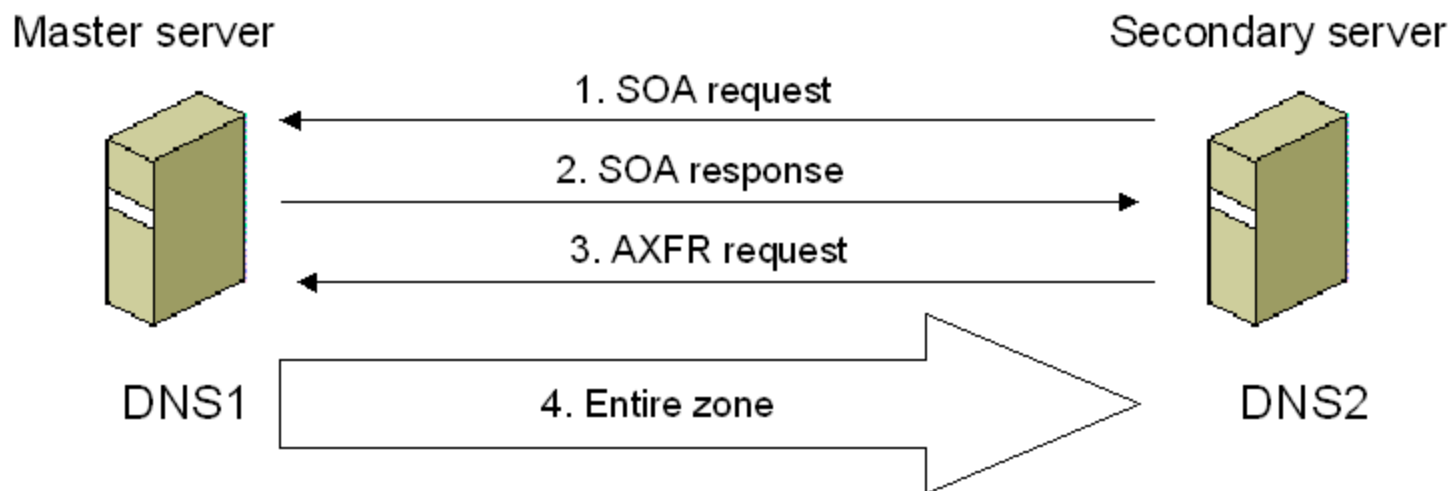 Master server
Secondary server
1. SOA request
2. SOA response
3. AXFR request
4. Entire zone
DNS1
DNS2